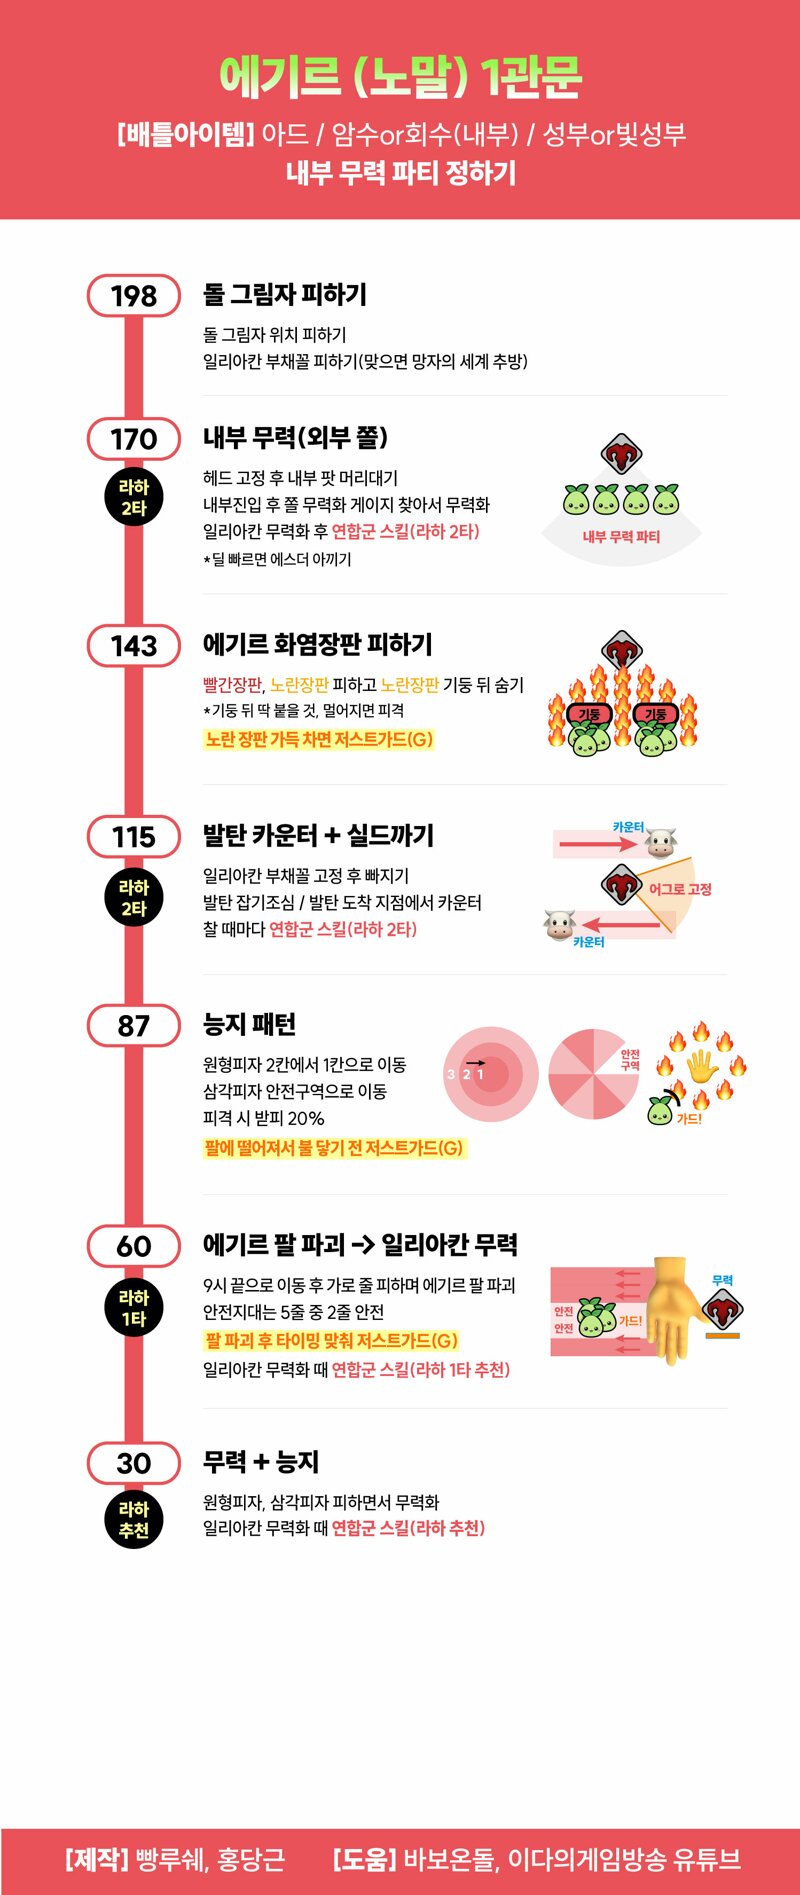 에기르 (노말) 1관문
[배틀아이템] 아드 / 암수or회수(내부) / 성부or빛성부
내부 무력 파티 정하기
198
돌 그림자 피하기
돌 그림자 위치 피하기
일리아칸 부채꼴 피하기(맞으면 망자의 세계 추방)
170
라하
2타
내부 무력(외부 쫄)
헤드 고정 후 내부 팟 머리대기
내부진입 후 쫄 무력화 게이지 찾아서 무력화
일리아칸 무력화 후 연합군 스킬(라하 2타)
*딜 빠르면 에스더 아끼기
내부 무력 파티
143
에기르 화염장판 피하기
빨간장판, 노란장판 피하고 노란장판 기둥 뒤 숨기
*기둥 뒤 딱 붙을 것, 멀어지면 피격
노란 장판 가득 차면 저스트가드(G)
기둥
기둥
115
라하
2타
발탄 카운터 + 실드까기
일리아칸 부채꼴 고정 후 빠지기
발탄 잡기조심 / 발탄 도착 지점에서 카운터
찰 때마다 연합군 스킬(라하 2타)
카운터
어그로 고정
카운터
87
능지 패턴
원형피자 2칸에서 1칸으로 이동
삼각피자 안전구역으로 이동
피격 시 받피 20%
팔에 떨어져서 불 닿기 전 저스트가드(G)
3 2 1
안전
구역
가드!
60
라하
1타
에기르 팔 파괴 → 일리아칸 무력
9시 끝으로 이동 후 가로 줄 피하며 에기르 팔 파괴
안전지대는 5줄 중 2줄 안전
팔 파괴 후 타이밍 맞춰 저스트가드(G)
일리아칸 무력화 때 연합군 스킬(라하 1타 추천)
안전
안전
가드!
무력
30
라하
추천
무력 + 능지
원형피자, 삼각피자 피하면서 무력화
일리아칸 무력화 때 연합군 스킬(라하 추천)
[제작] 빵루쉐, 홍당근 [도움] 바보온돌, 이다의게임방송 유튜브